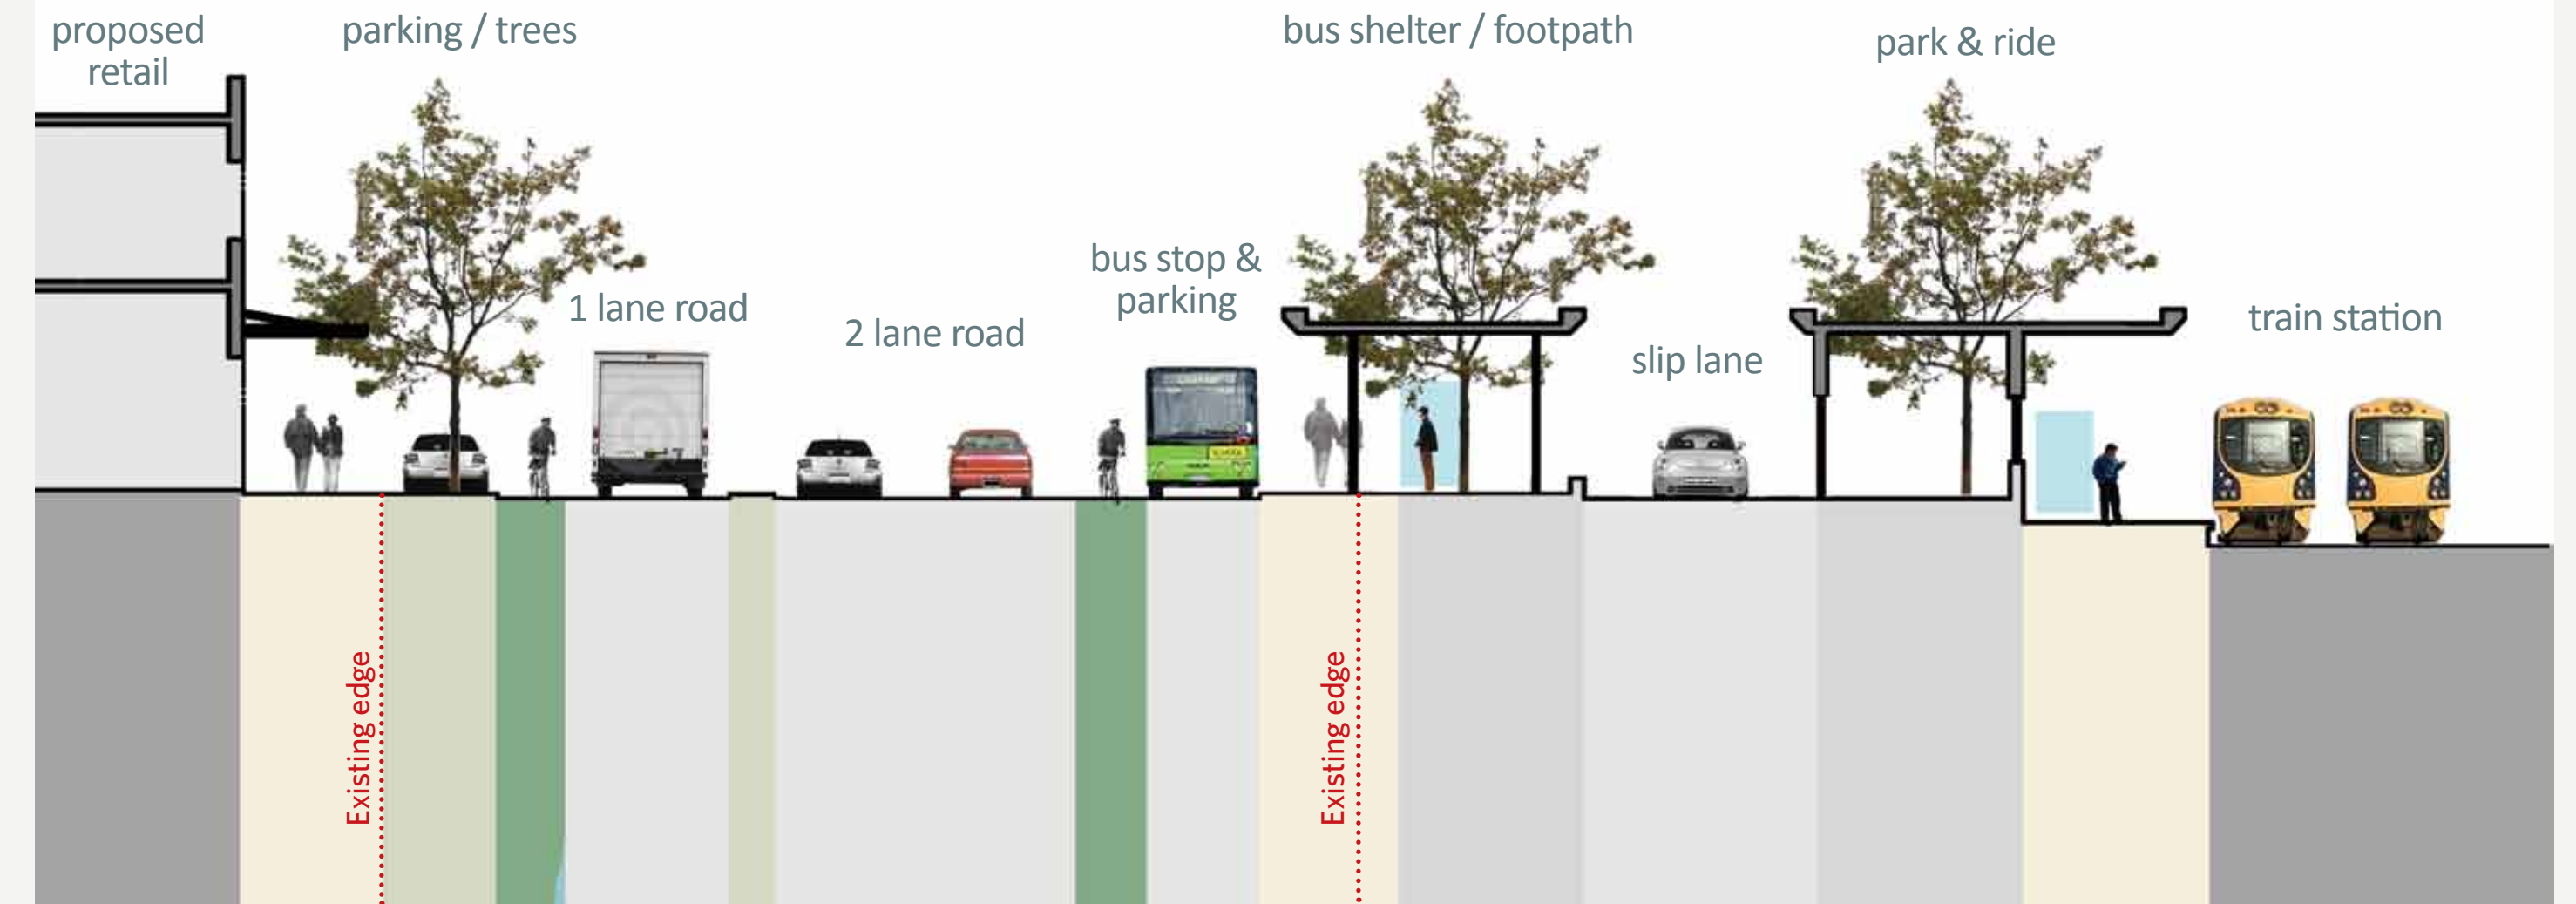 proposed
retail
parking / trees
1 lane road
2 lane road
bus stop &
parking
bus shelter / footpath
slip lane
park & ride
train station
SCHOOL
Existing edge
Existing edge